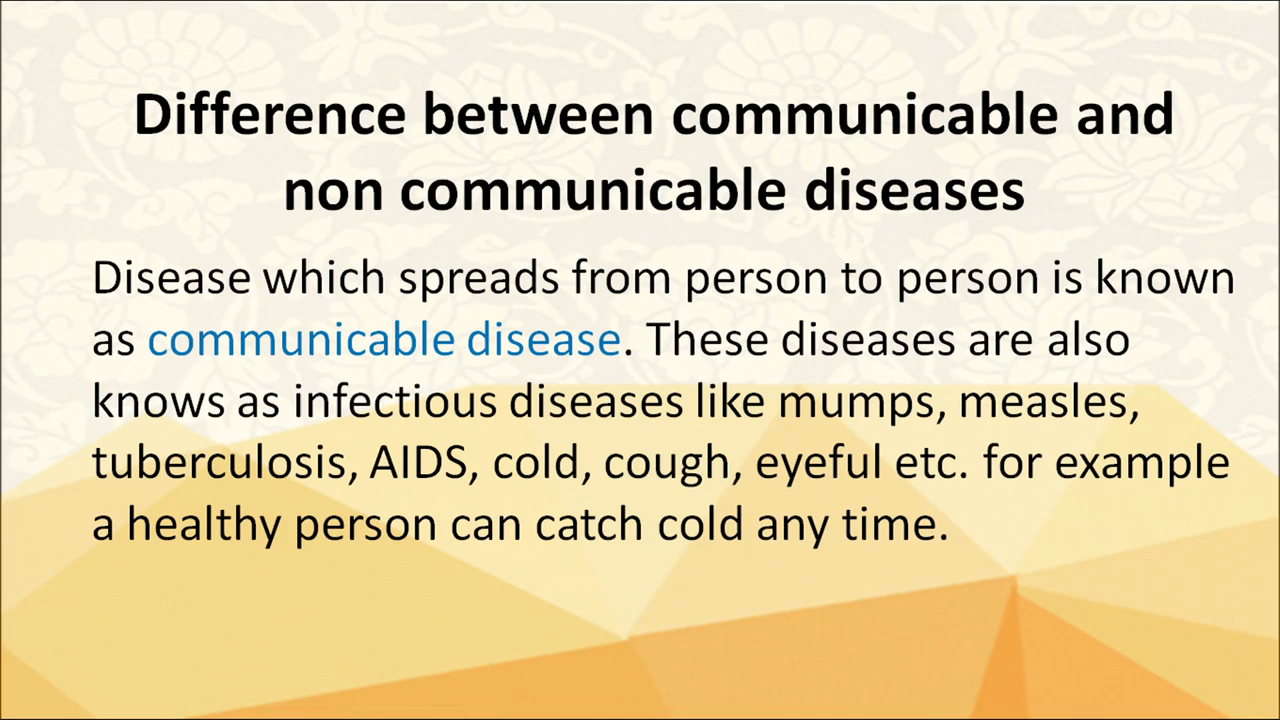 Difference between communicable and
non communicable diseases
Disease which spreads from person to person is known
as communicable disease. These diseases are also
knows as infectious diseases like mumps, measles,
tuberculosis, AIDS, cold, cough, eyeful etc. for example
a healthy person can catch cold any time.